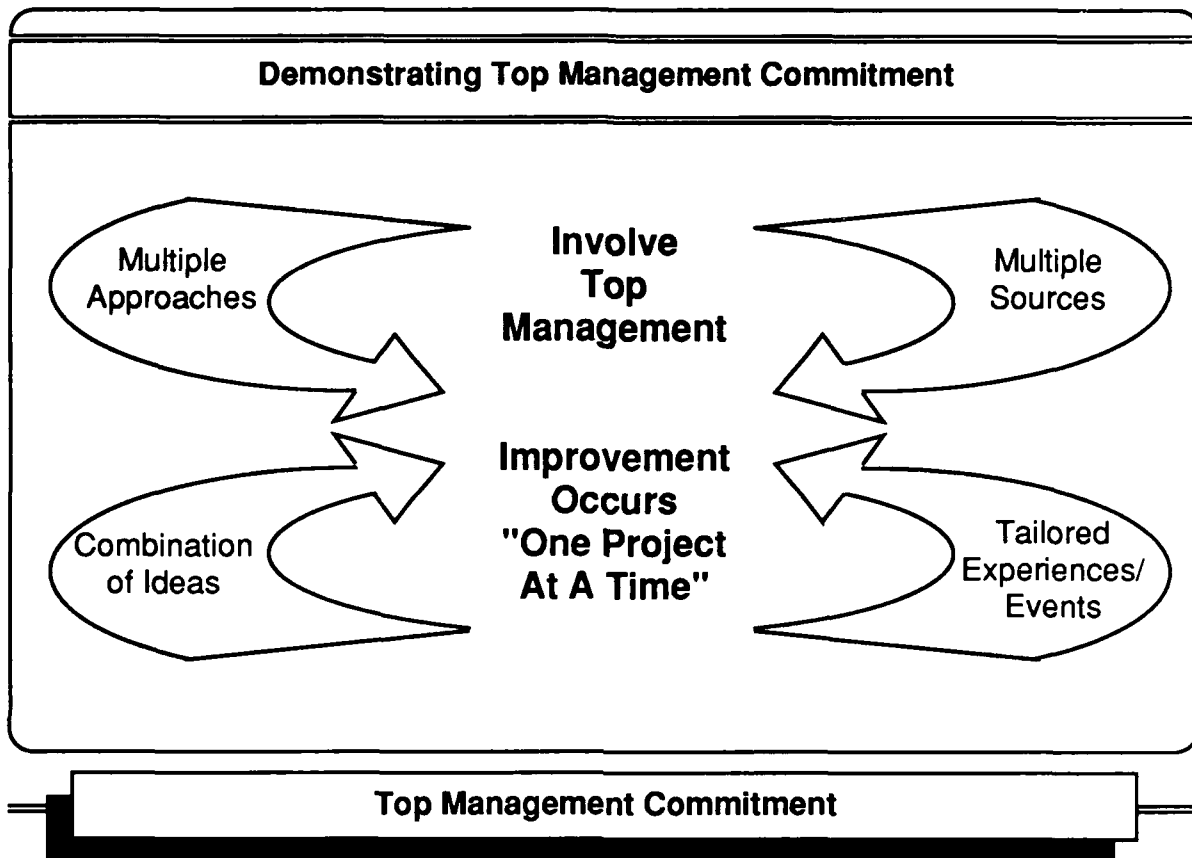 Demonstrating Top Management Commitment
Multiple
Approaches
Involve
Top
Management
Multiple
Sources
Combination
of Ideas
Improvement
Occurs
"One Project
At A Time"
Tailored
Experiences/
Events
Top Management Commitment